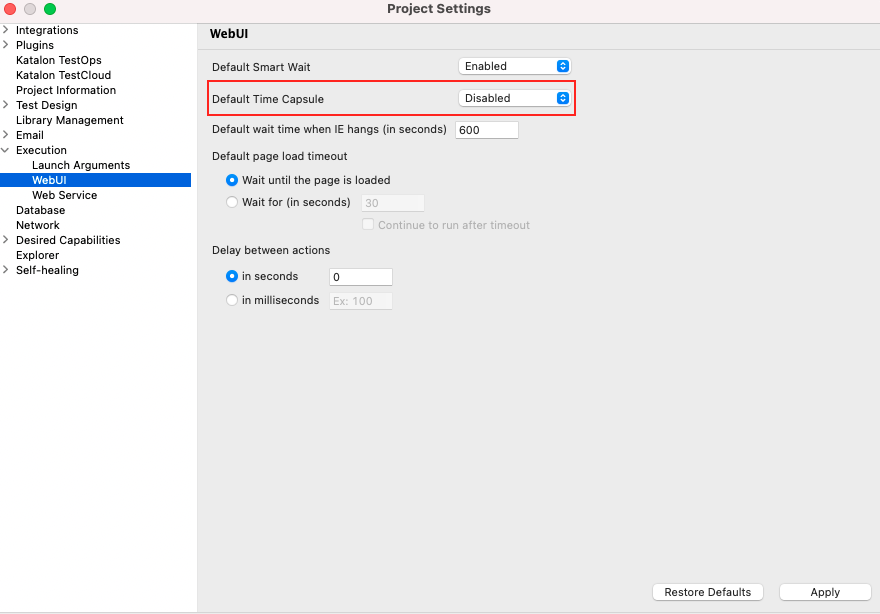 Project Settings
Integrations
Plugins
Katalon TestOps
Katalon TestCloud
Project Information
Test Design
Library Management
Email
Execution
Launch Arguments
WebUI
Web Service
Database
Network
Desired Capabilities
Explorer
Self-healing
WebUI
Default Smart Wait Enabled
Default Time Capsule Disabled
Default wait time when IE hangs (in seconds) 600
Default page load timeout
Wait until the page is loaded
Wait for (in seconds) 30
Continue to run after timeout
Delay between actions
in seconds 0
in milliseconds Ex: 100
Restore Defaults Apply